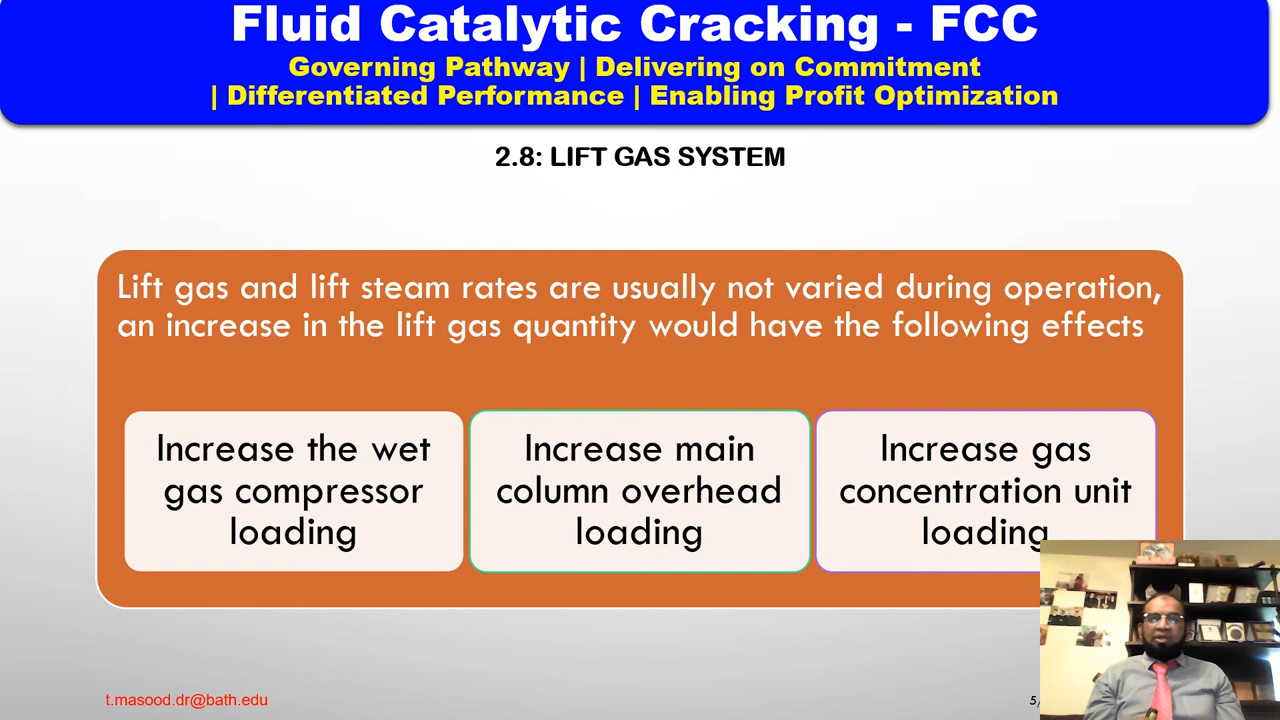 Fluid Catalytic Cracking - FCC
Governing Pathway | Delivering on Commitment
| Differentiated Performance | Enabling Profit Optimization
2.8: LIFT GAS SYSTEM
Lift gas and lift steam rates are usually not varied during operation,
an increase in the lift gas quantity would have the following effects
Increase the wet
gas compressor
loading
Increase main
column overhead
loading
Increase gas
concentration unit
loading
t.masood.dr@bath.edu
5/